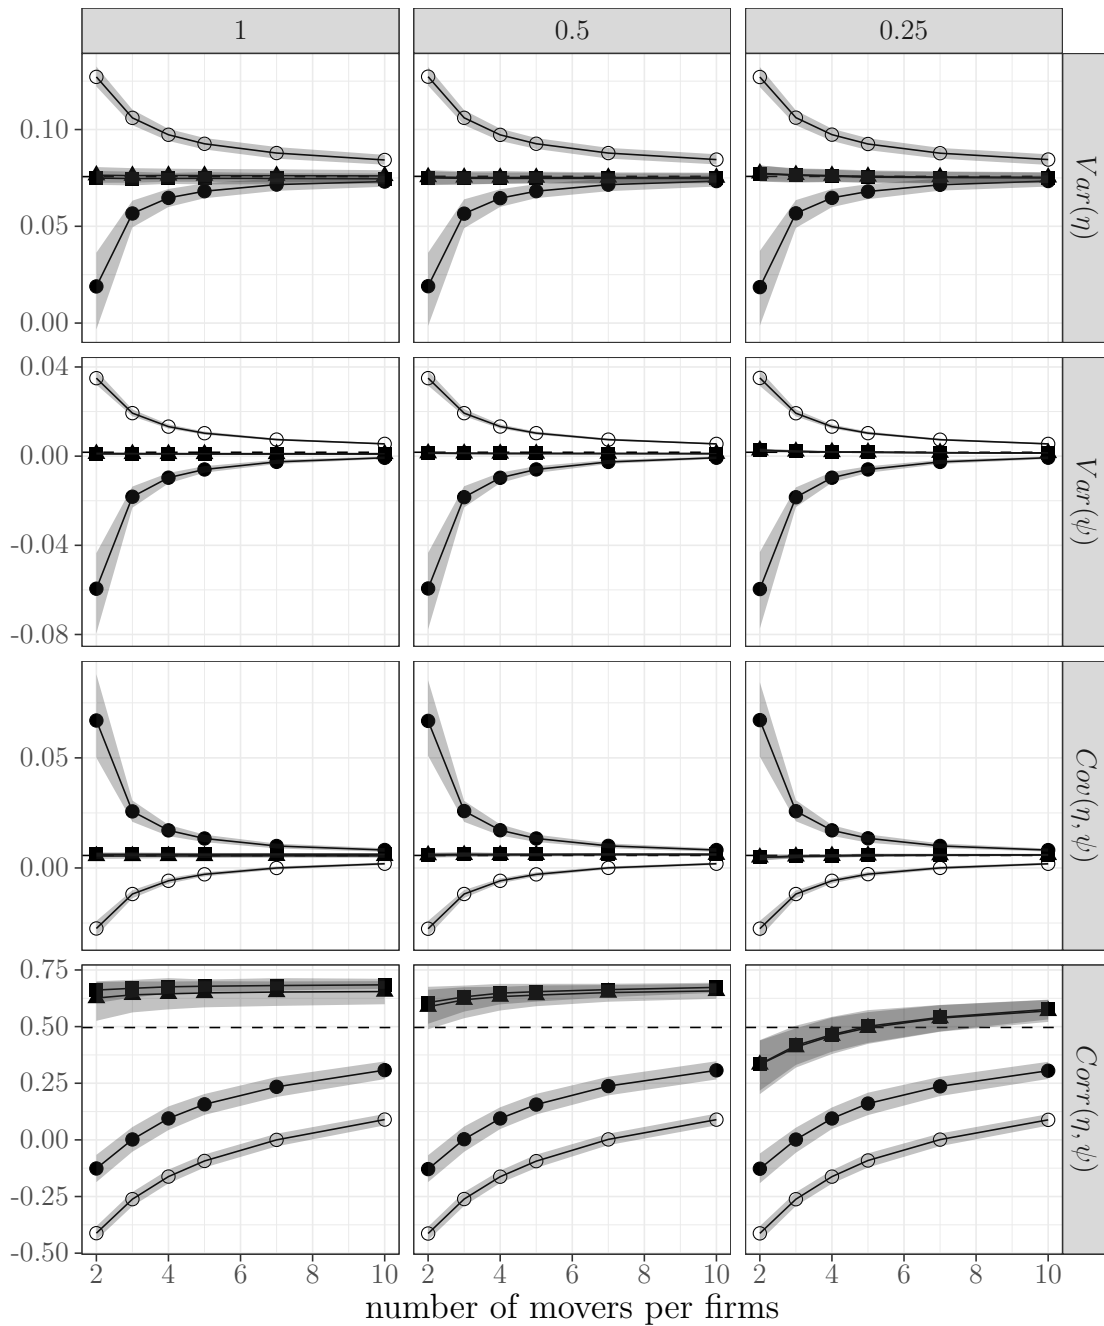 1 0.5 0.25
0.10
0.05
0.00
Var(η)
0.04
0.00
-0.04
-0.08
Var(ψ)
0.05
0.00
Cov(η, ψ)
0.75
0.50
0.25
0.00
-0.25
-0.50
Corr(η, ψ)
2 4 6 8 10 2 4 6 8 10 2 4 6 8 10
number of movers per firms